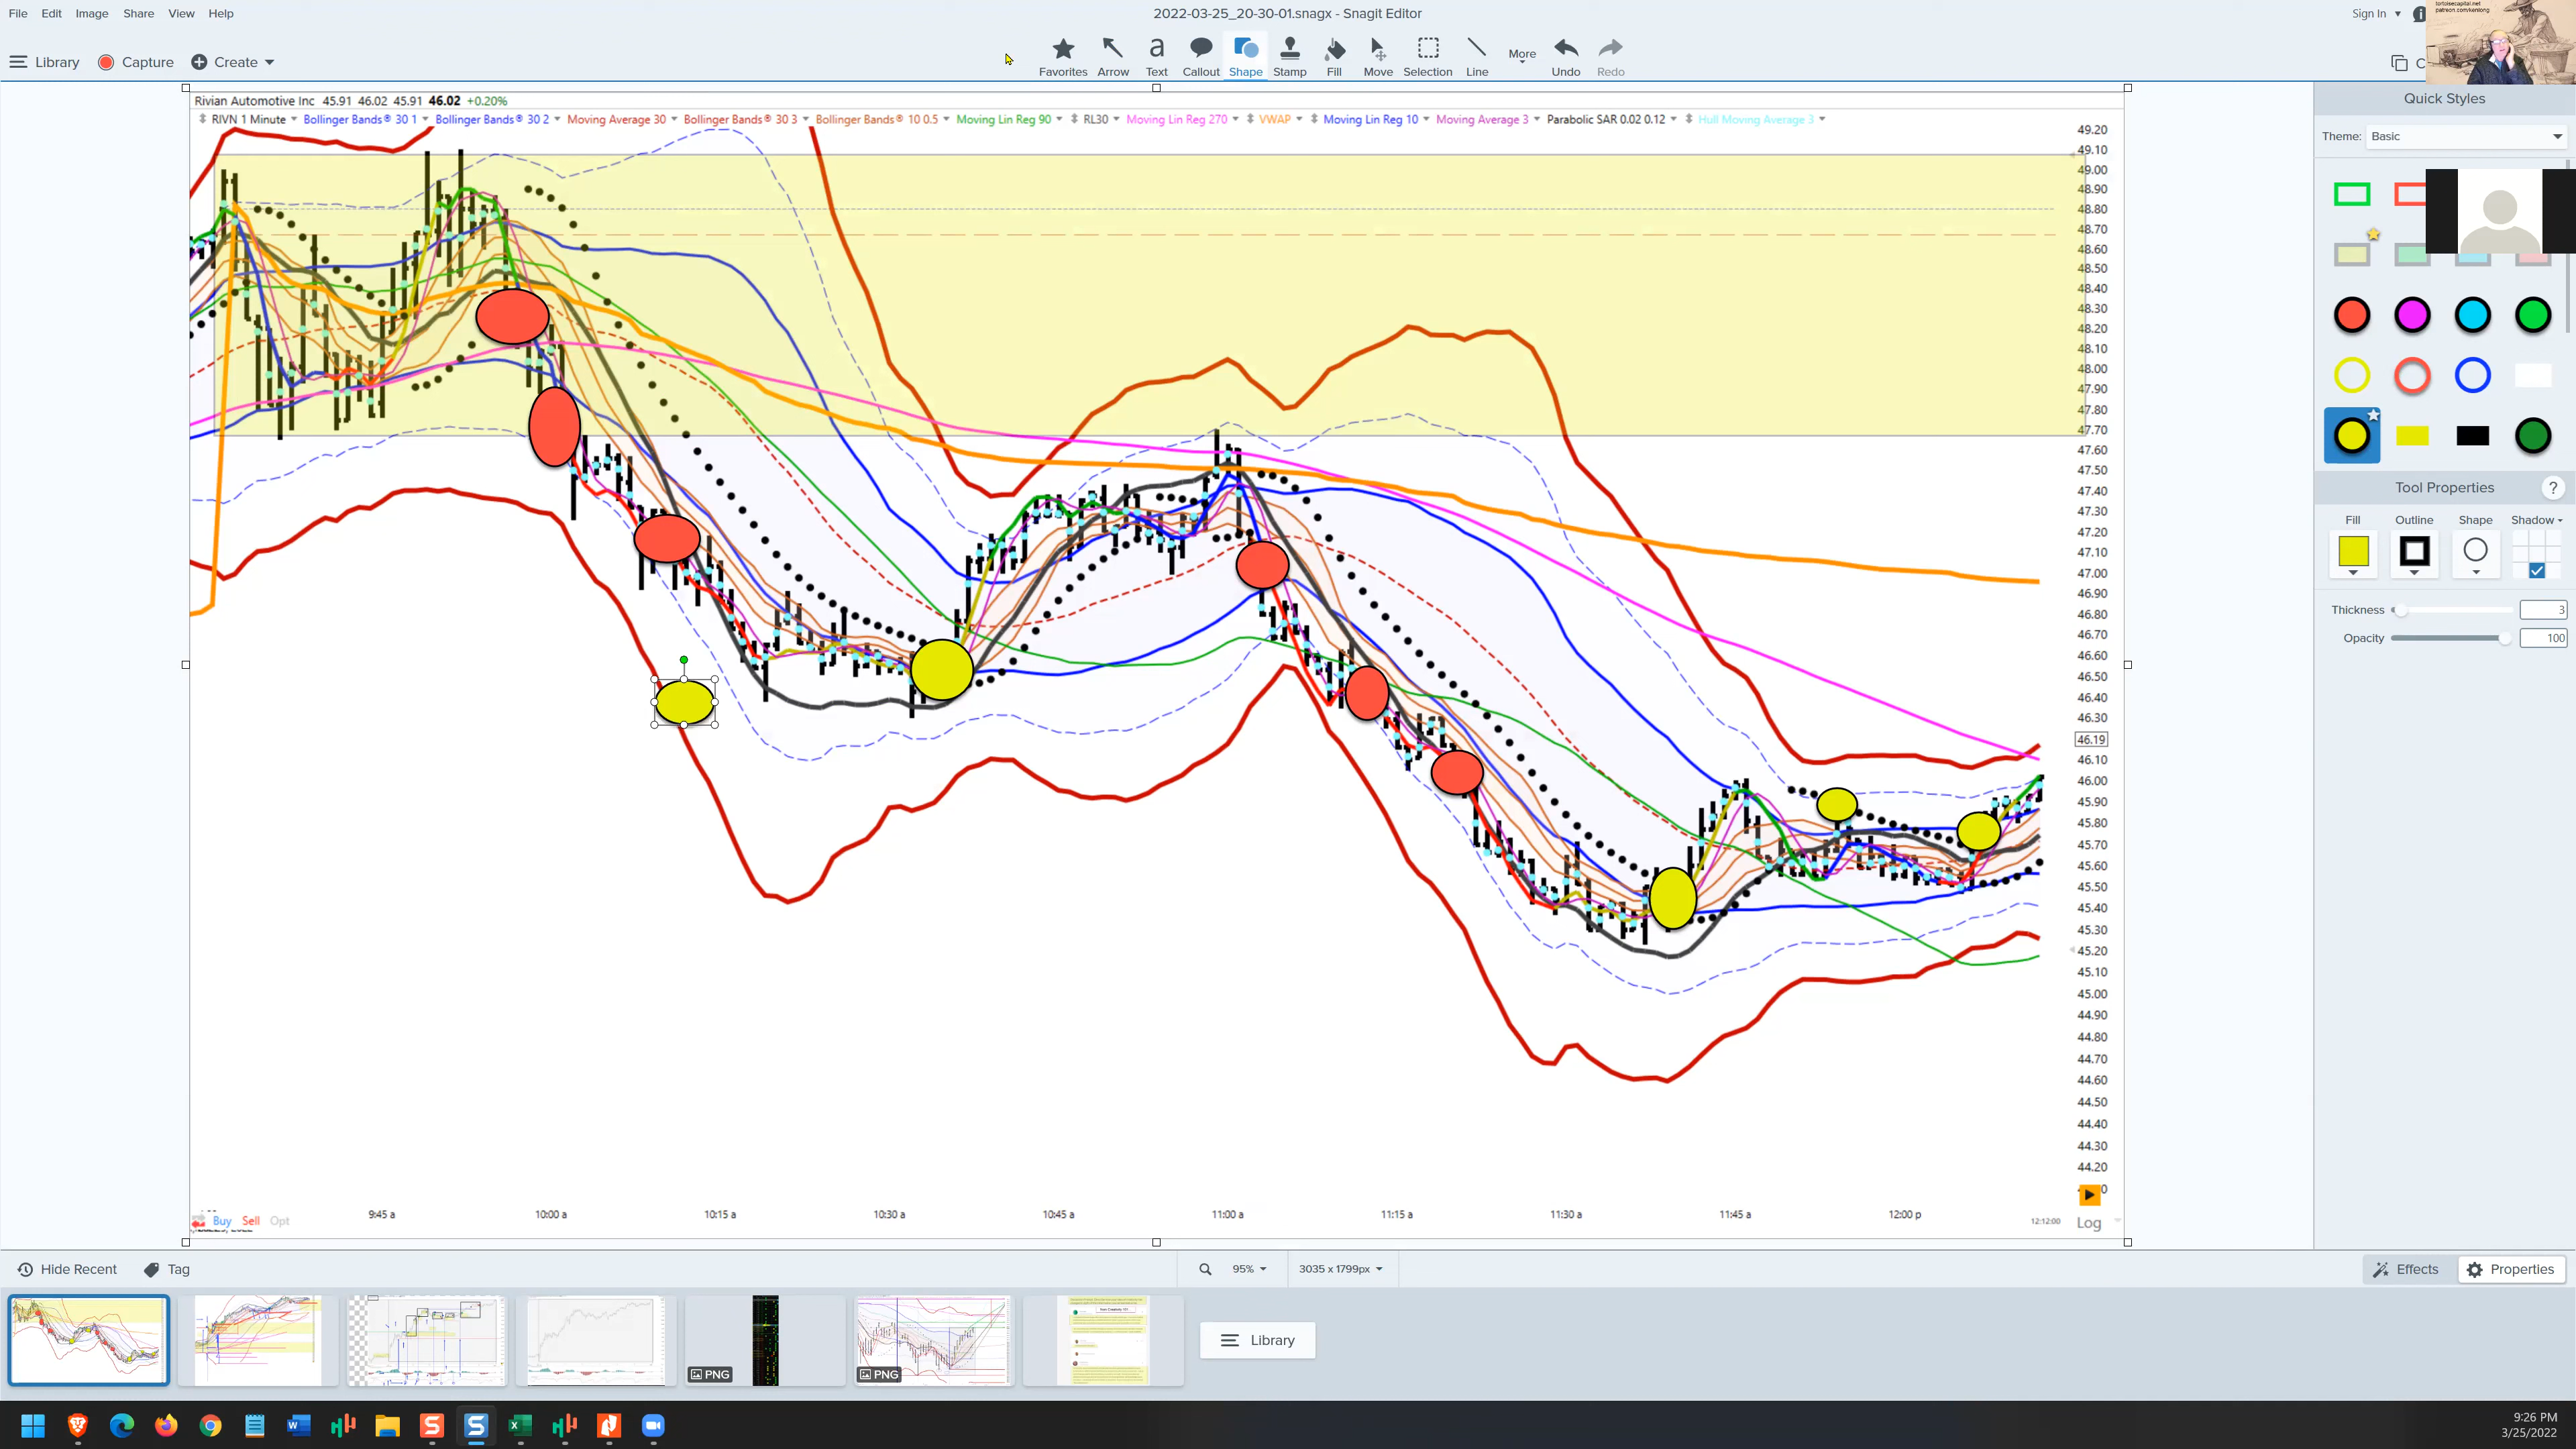 File Edit Image Share View Help
2022-03-25_20-30-01.snagx - Snagit Editor
Sign In
tortoisecapital.net
patreon.com/kenlong
Library Capture Create
Favorites Arrow Text Callout Shape Stamp Fill Move Selection Line More Undo Redo
Quick Styles
Theme: Basic
Rivian Automotive Inc 45.91 46.02 45.91 46.02 +0.20%
RIVN 1 Minute Bollinger Bands® 30 1 Bollinger Bands® 30 2 Moving Average 30 Bollinger Bands® 30 3 Bollinger Bands® 10 0.5 Moving Lin Reg 90 RL30 Moving Lin Reg 270 VWAP Moving Lin Reg 10 Moving Average 3 Parabolic SAR 0.02 0.12 Hull Moving Average 3
49.20
49.10
49.00
48.90
48.80
48.70
48.60
48.50
48.40
48.30
48.20
48.10
48.00
47.90
47.80
47.70
47.60
47.50
47.40
47.30
47.20
47.10
47.00
46.90
46.80
46.70
46.60
46.50
46.40
46.30
46.19
46.10
46.00
45.90
45.80
45.70
45.60
45.50
45.40
45.30
45.20
45.10
45.00
44.90
44.80
44.70
44.60
44.50
44.40
44.30
44.20
Tool Properties ?
Fill Outline Shape Shadow
Thickness 3
Opacity 100
9:45 a 10:00 a 10:15 a 10:30 a 10:45 a 11:00 a 11:15 a 11:30 a 11:45 a 12:00 p 12:12:00
Buy Sell Opt
Log
Hide Recent Tag
95% 3035 x 1799px
Effects Properties
PNG
PNG
Library
9:26 PM
3/25/2022